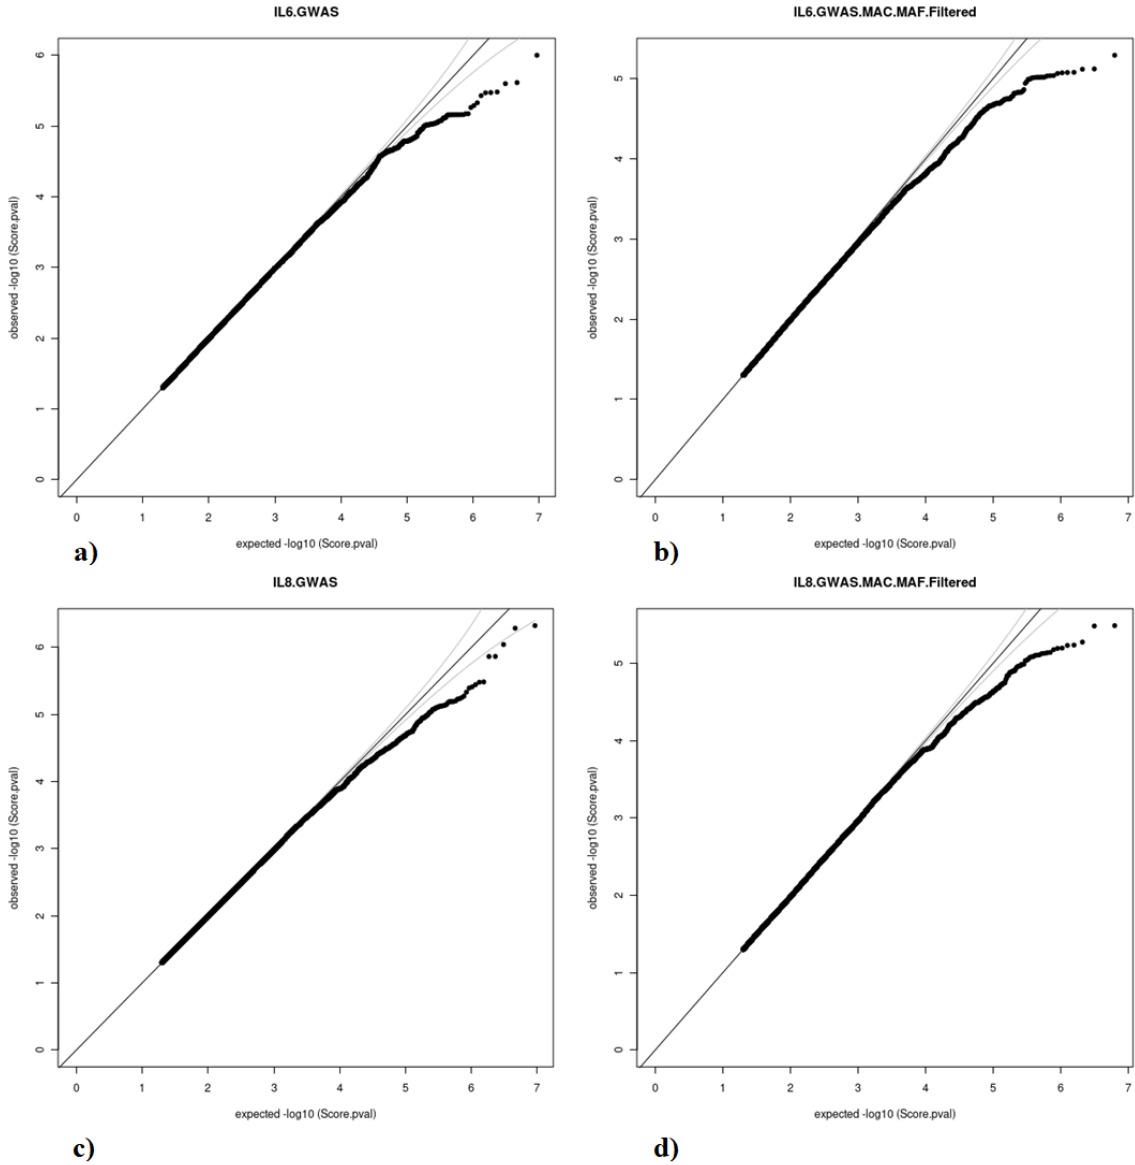 IL6.GWAS
6
5
4
3
2
1
0
observed -log10 (Score.pval)
0 1 2 3 4 5 6 7
expected -log10 (Score.pval)
a)
IL6.GWAS.MAC.MAF.Filtered
5
4
3
2
1
0
observed -log10 (Score.pval)
0 1 2 3 4 5 6 7
expected -log10 (Score.pval)
b)
IL8.GWAS
6
5
4
3
2
1
0
observed -log10 (Score.pval)
0 1 2 3 4 5 6 7
expected -log10 (Score.pval)
c)
IL8.GWAS.MAC.MAF.Filtered
5
4
3
2
1
0
observed -log10 (Score.pval)
0 1 2 3 4 5 6 7
expected -log10 (Score.pval)
d)